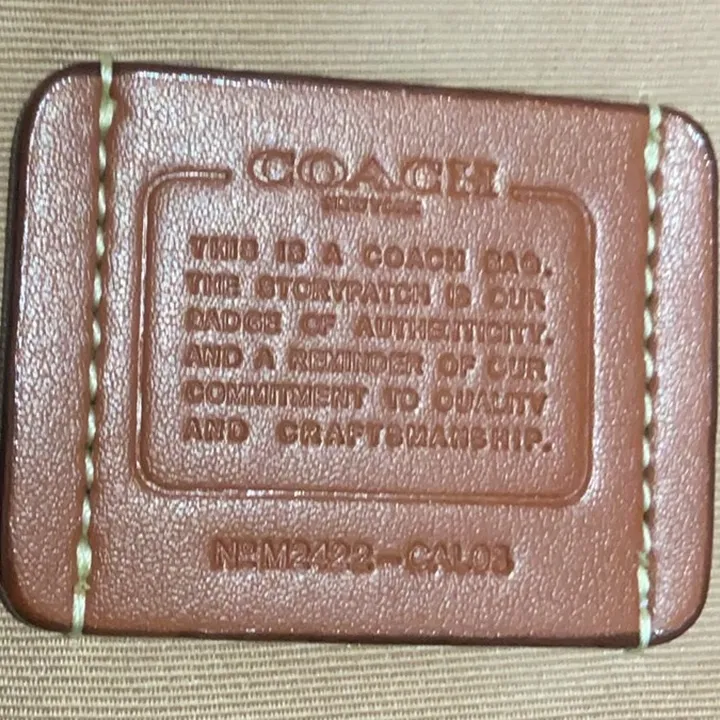 COACH
NEW YORK
THIS IS A COACH BAG.
THE STORYPATCH IS OUR
BADGE OF AUTHENTICITY.
AND A REMINDER OF OUR
COMMITMENT TO QUALITY
AND CRAFTSMANSHIP.
Nº M2422-CAL03